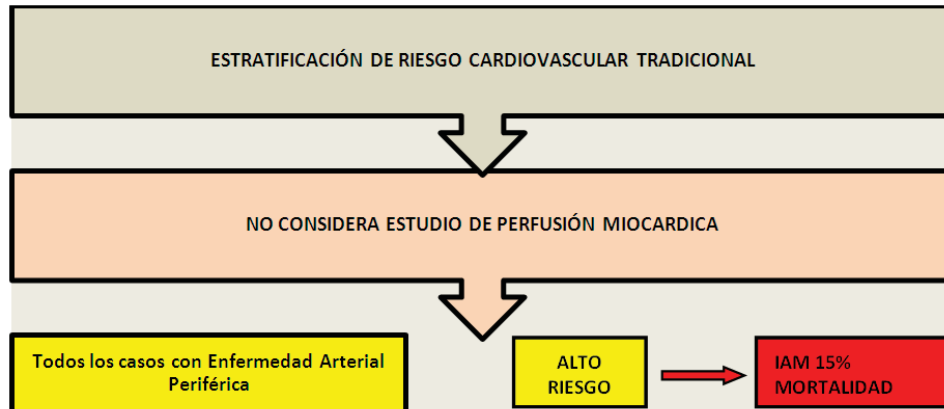 ESTRATIFICACIÓN DE RIESGO CARDIOVASCULAR TRADICIONAL
NO CONSIDERA ESTUDIO DE PERFUSIÓN MIOCARDICA
Todos los casos con Enfermedad Arterial
Periférica
ALTO
RIESGO
IAM 15%
MORTALIDAD